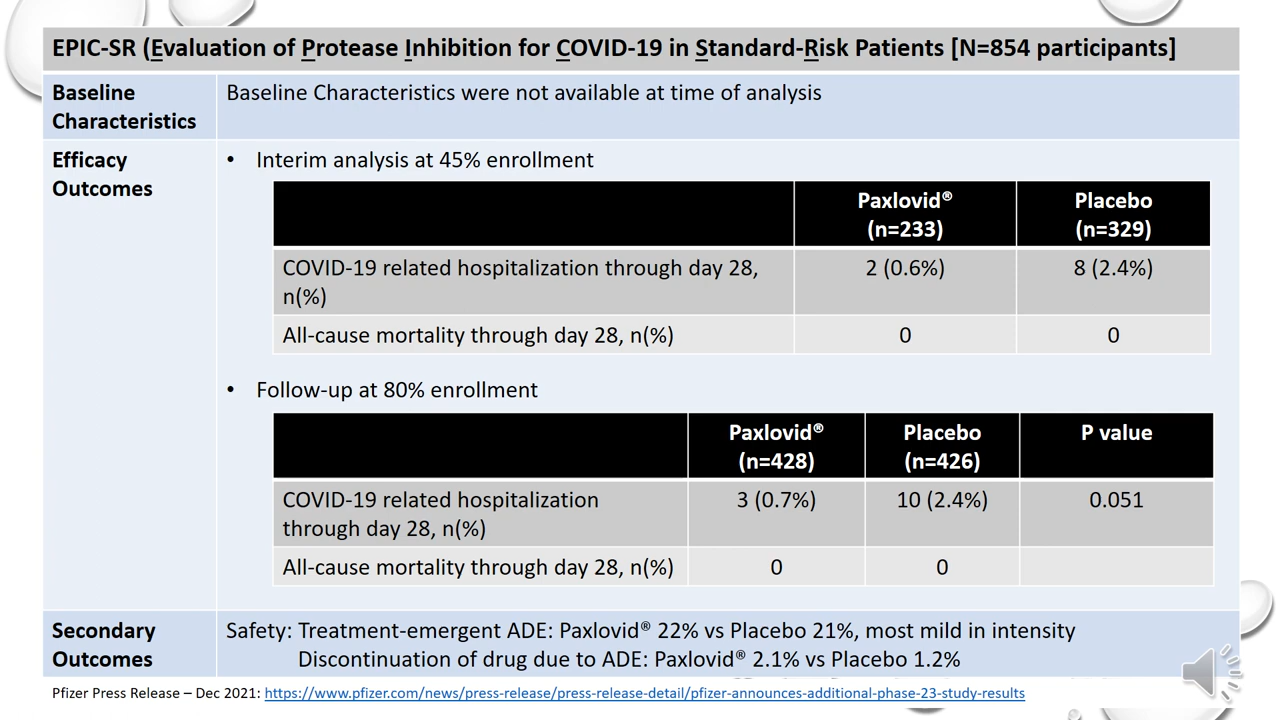 EPIC-SR (Evaluation of Protease Inhibition for COVID-19 in Standard-Risk Patients [N=854 participants]
Baseline
Characteristics
Baseline Characteristics were not available at time of analysis
Efficacy
Outcomes
• Interim analysis at 45% enrollment
Paxlovid®
(n=233)
Placebo
(n=329)
COVID-19 related hospitalization through day 28,
n(%)
2 (0.6%)
8 (2.4%)
All-cause mortality through day 28, n(%)
0
0
• Follow-up at 80% enrollment
Paxlovid®
(n=428)
Placebo
(n=426)
P value
COVID-19 related hospitalization
through day 28, n(%)
3 (0.7%)
10 (2.4%)
0.051
All-cause mortality through day 28, n(%)
0
0
Secondary
Outcomes
Safety: Treatment-emergent ADE: Paxlovid® 22% vs Placebo 21%, most mild in intensity
Discontinuation of drug due to ADE: Paxlovid® 2.1% vs Placebo 1.2%
Pfizer Press Release – Dec 2021: https://www.pfizer.com/news/press-release/press-release-detail/pfizer-announces-additional-phase-23-study-results